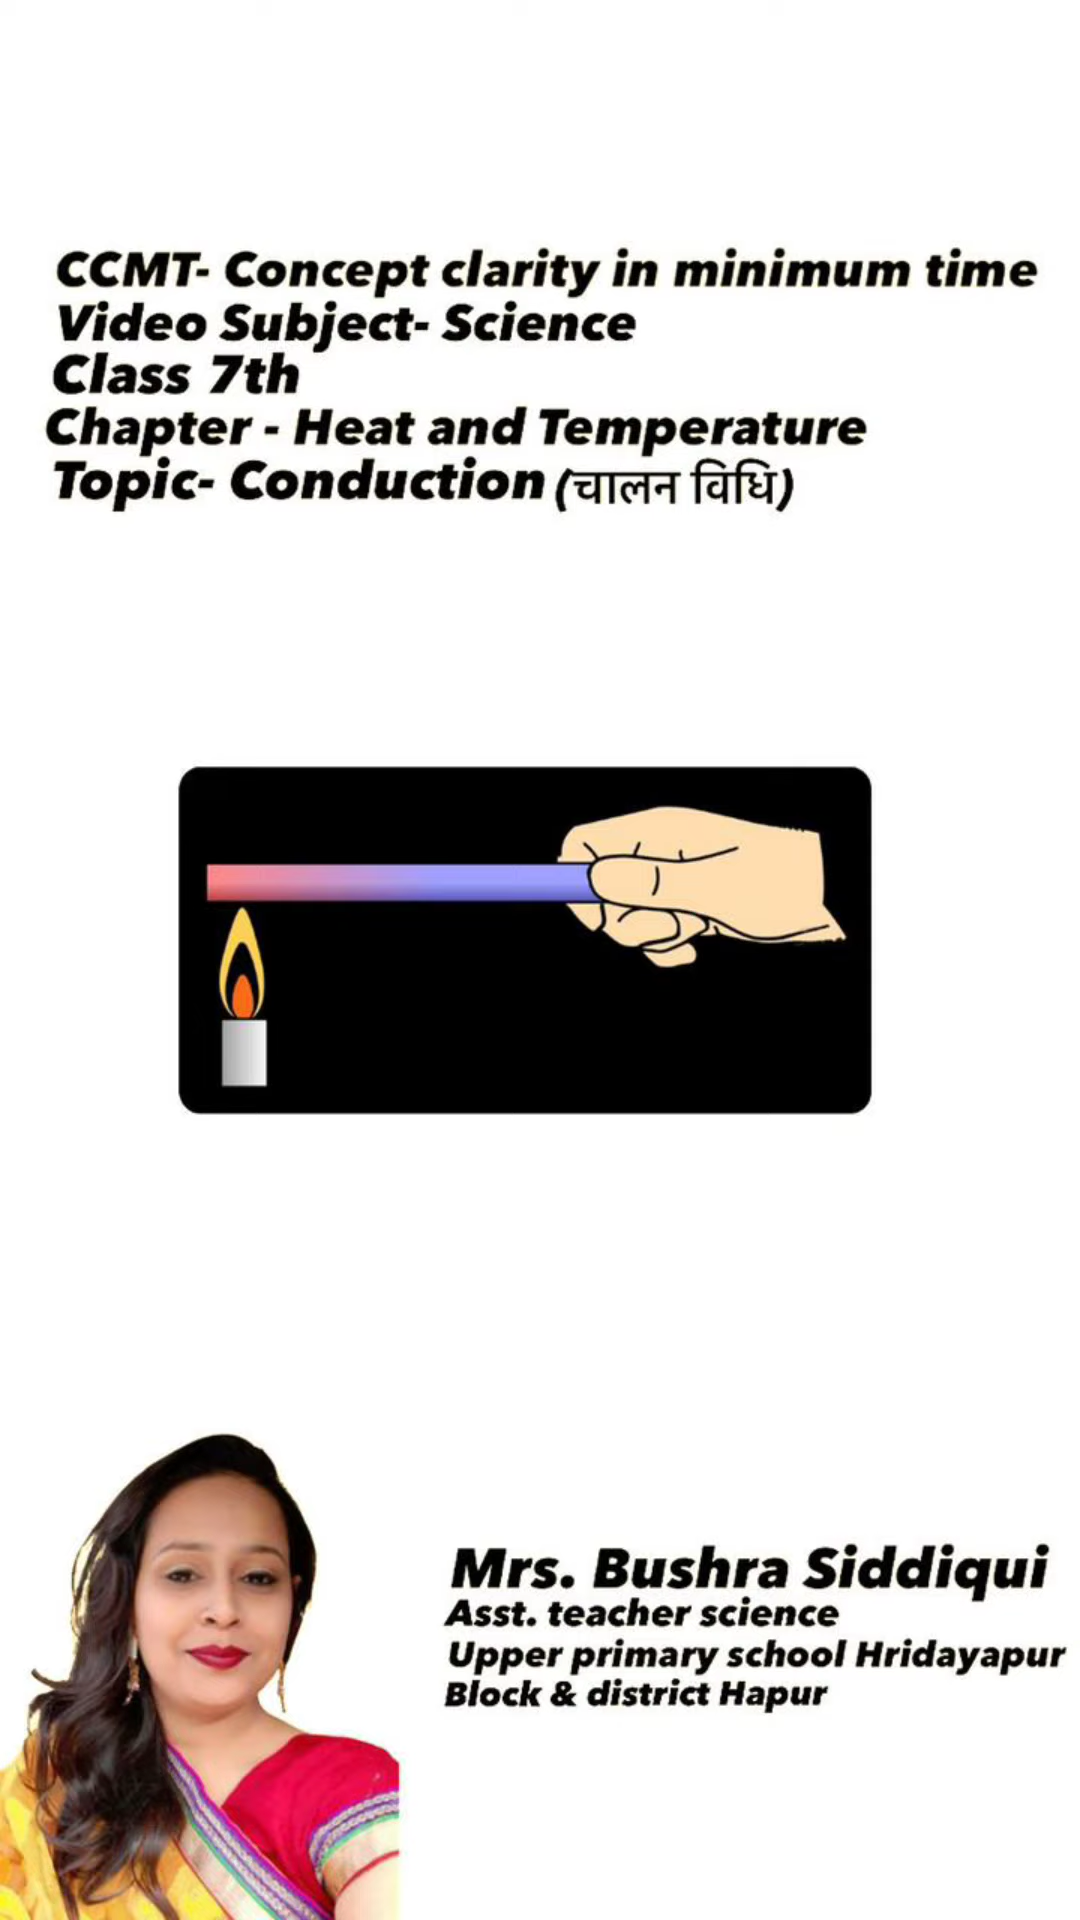 CCMT- Concept clarity in minimum time
Video Subject- Science
Class 7th
Chapter - Heat and Temperature
Topic- Conduction (चालन विधि)
Mrs. Bushra Siddiqui
Asst. teacher science
Upper primary school Hridayapur
Block & district Hapur